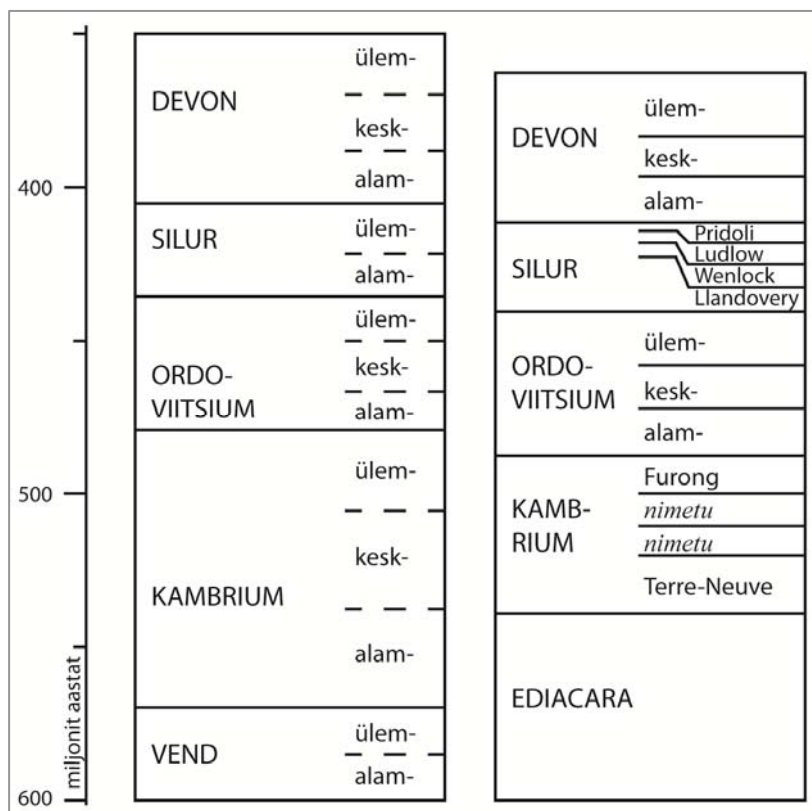 400
500
600
miljonit aastat
DEVON
ülem-
kesk-
alam-
SILUR
ülem-
alam-
ORDO-
VIITSIUM
ülem-
kesk-
alam-
KAMBRIUM
ülem-
kesk-
alam-
VEND
ülem-
alam-
DEVON
ülem-
kesk-
alam-
SILUR
Pridoli
Ludlow
Wenlock
Llandovery
ORDO-
VIITSIUM
ülem-
kesk-
alam-
KAMB-
RIUM
Furong
nimetu
nimetu
Terre-Neuve
EDIACARA